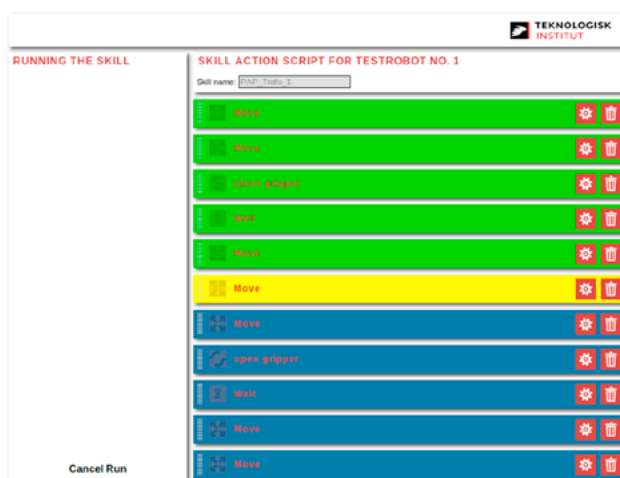 TEKNOLOGISK
INSTITUT
RUNNING THE SKILL
SKILL ACTION SCRIPT FOR TESTROBOT NO. 1
Skill name: PAP_Trafo_1
Move
Move
close gripper
Wait
Move
Move
Move
open gripper
Wait
Move
Move
Cancel Run